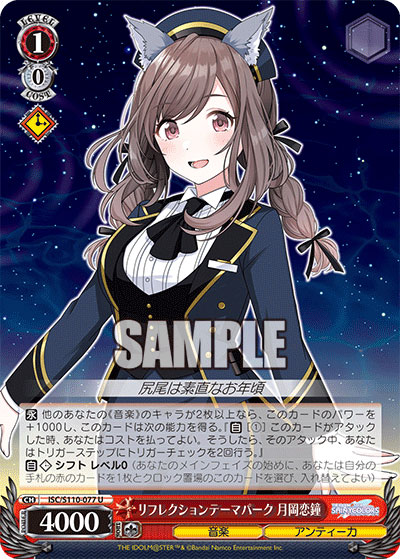 LEVEL
1
0
COST
SAMPLE
尻尾は素直なお年頃
永 他のあなたの《音楽》のキャラが2枚以上なら、このカードのパワーを
+1000し、このカードは次の能力を得る。『自 [①] このカードがアタッ
クした時、あなたはコストを払ってよい。そうしたら、そのアタック中、あなたは
トリガーステップにトリガーチェックを2回行う。』
自 シフト レベル0 (あなたのメインフェイズの始めに、あなたは自分の
手札の赤のカードを1枚とクロック置場のこのカードを選び、入れ替えてよい)
CH ISC/S110-077 U
4000
リフレクションテーマパーク 月岡恋鐘
SHINYCOLORS
音楽 アンティーカ
THE IDOLM@STER™ & ©Bandai Namco Entertainment Inc.